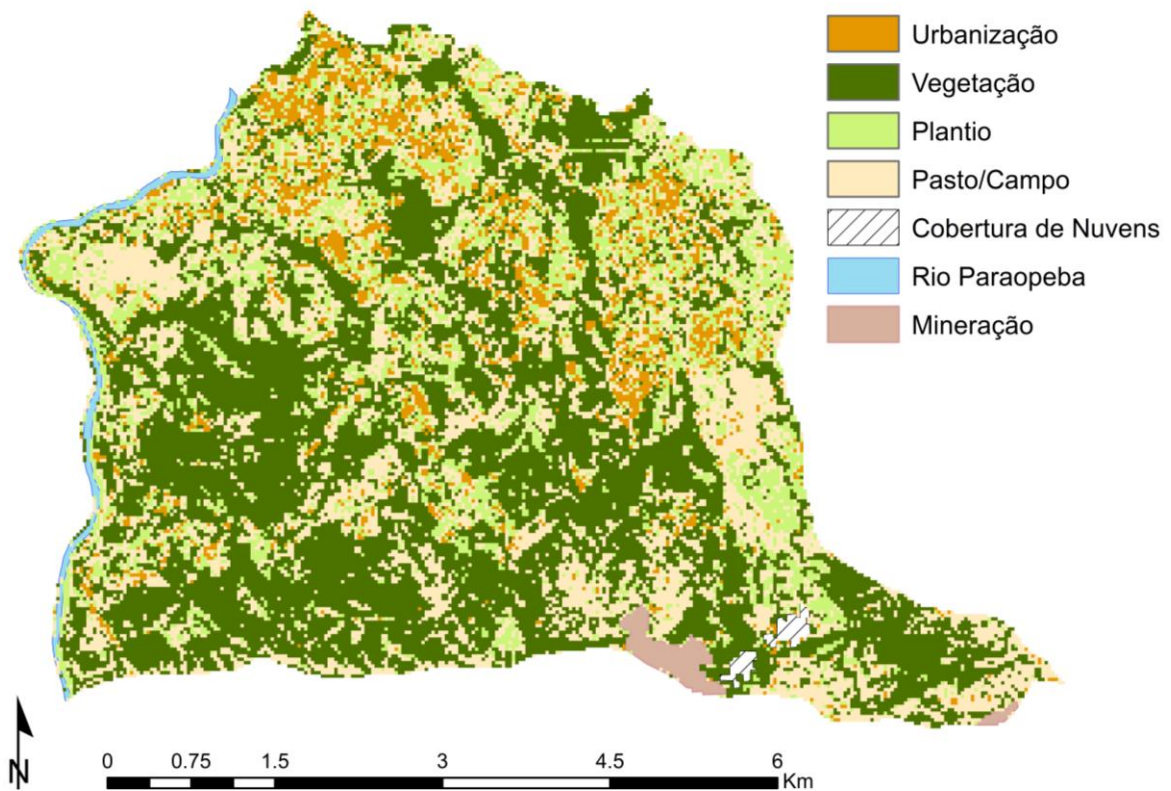 Urbanização
Vegetação
Plantio
Pasto/Campo
Cobertura de Nuvens
Rio Paraopeba
Mineração
N
0 0.75 1.5 3 4.5 6
Km